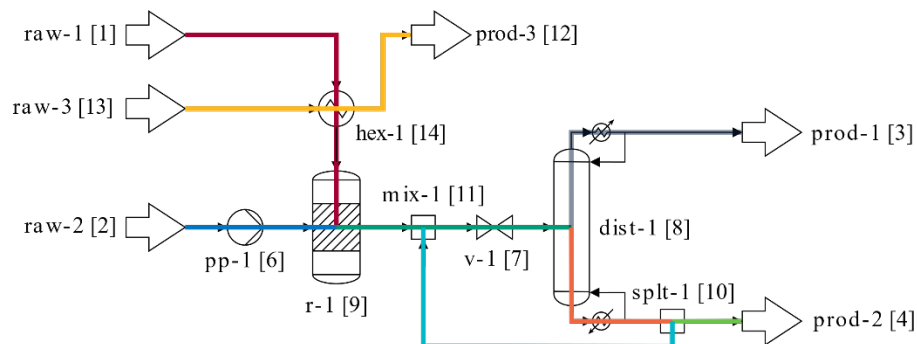 raw-1 [1]
prod-3 [12]
raw-3 [13]
hex-1 [14]
prod-1 [3]
mix-1 [11]
raw-2 [2]
dist-1 [8]
pp-1 [6]
v-1 [7]
splt-1 [10]
r-1 [9]
prod-2 [4]